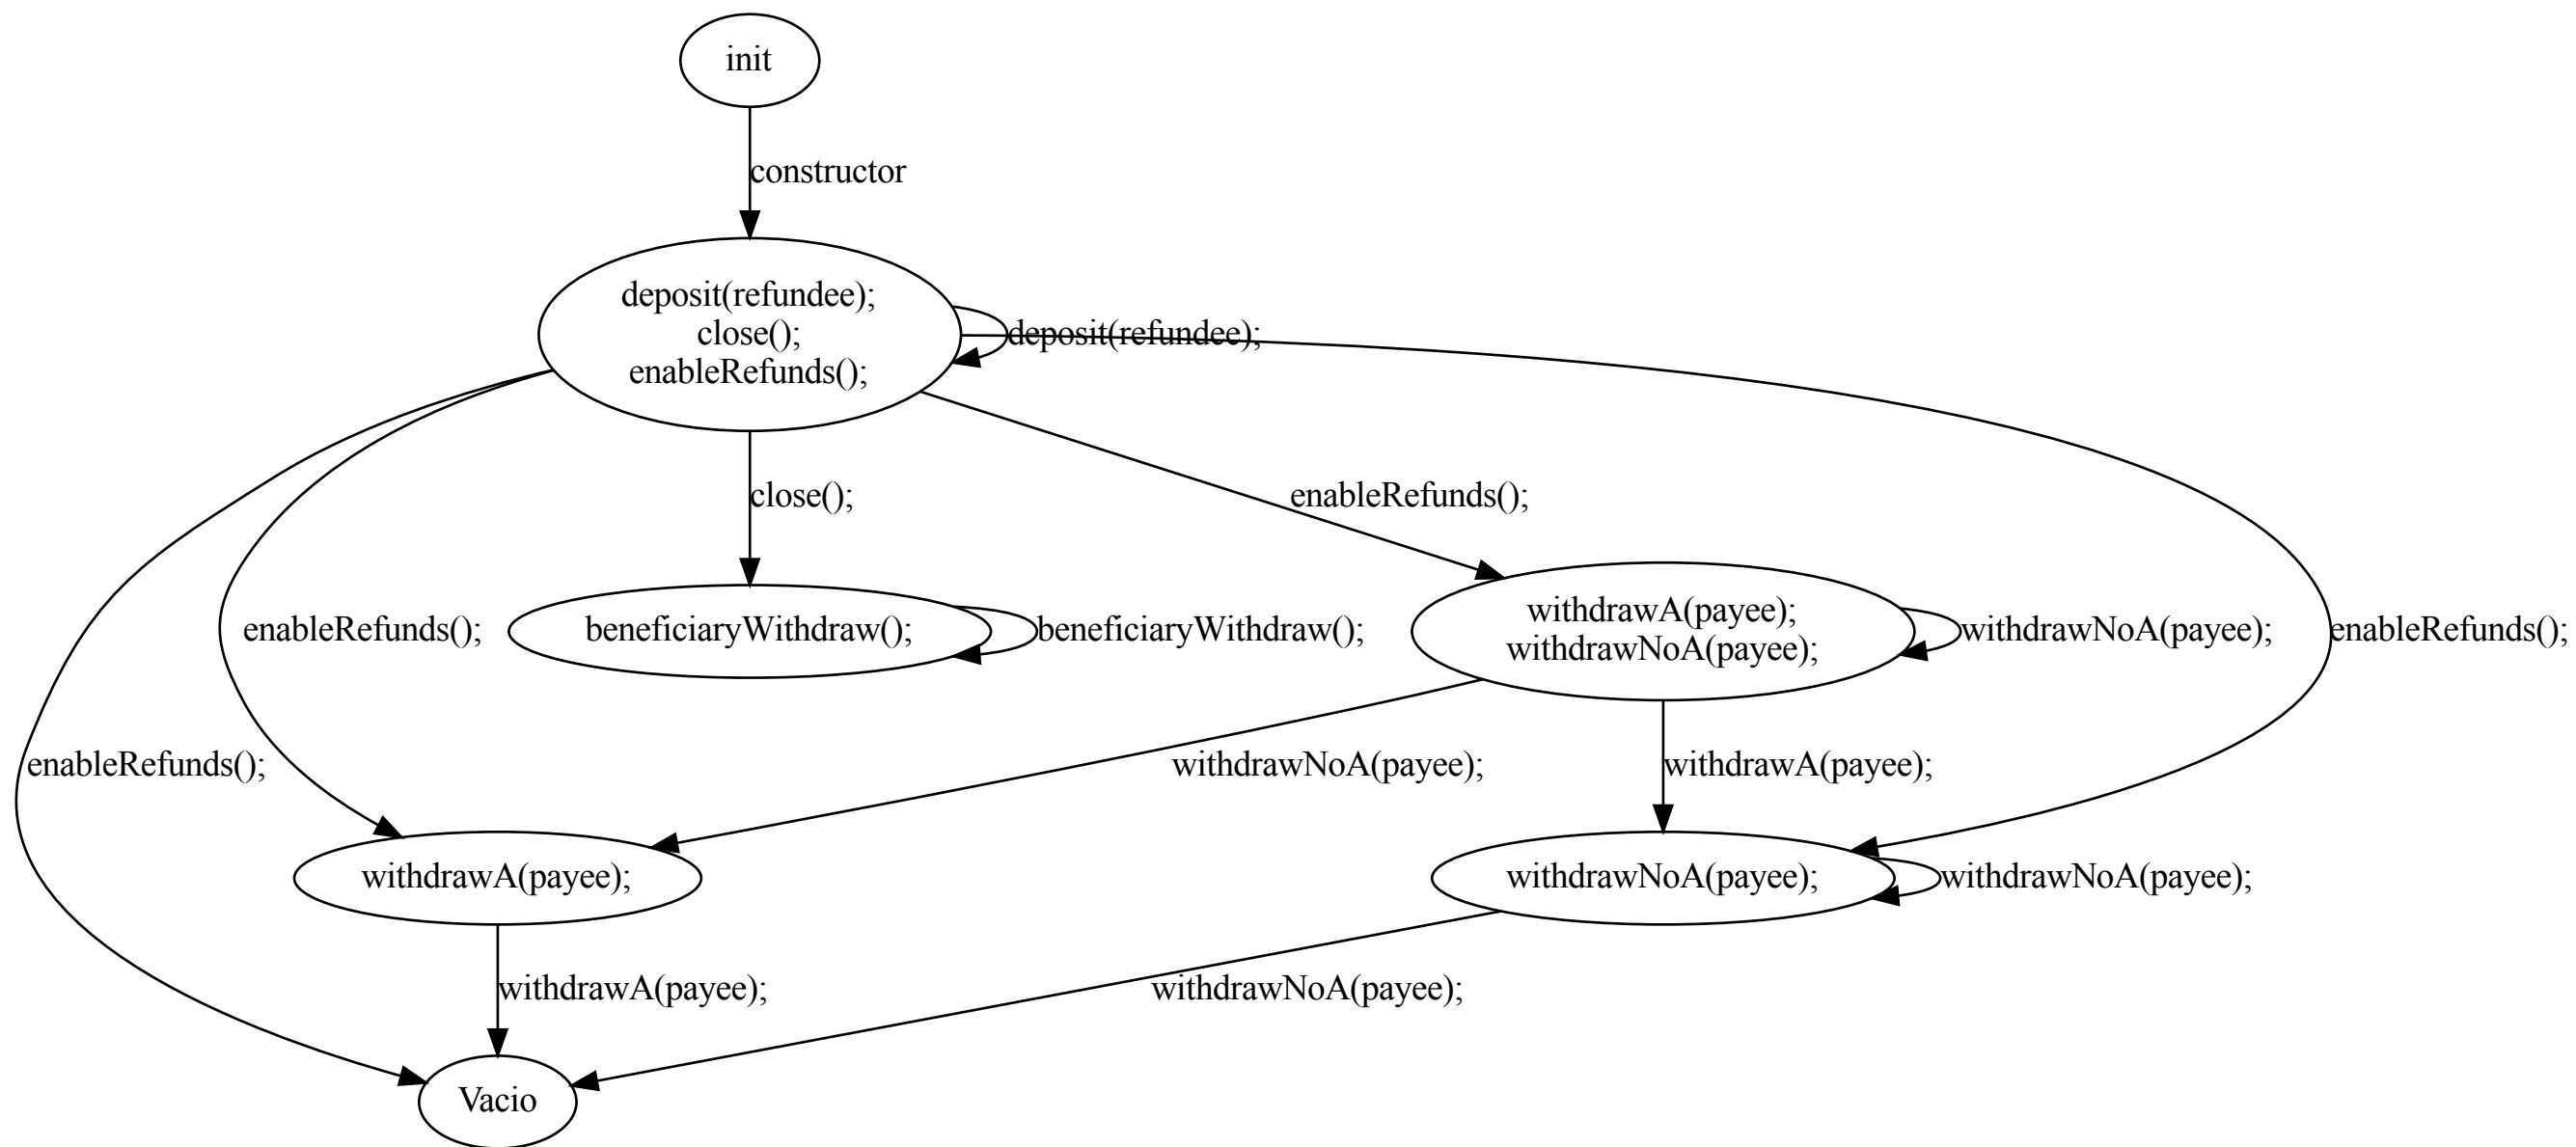 init
constructor
deposit(refundee);
close();
enableRefunds();
deposit(refundee);
close();
enableRefunds();
enableRefunds();
beneficiaryWithdraw();
beneficiaryWithdraw();
withdrawA(payee);
withdrawNoA(payee);
withdrawNoA(payee);
enableRefunds();
enableRefunds();
withdrawNoA(payee);
withdrawA(payee);
withdrawA(payee);
withdrawNoA(payee);
withdrawNoA(payee);
withdrawA(payee);
withdrawNoA(payee);
Vacio